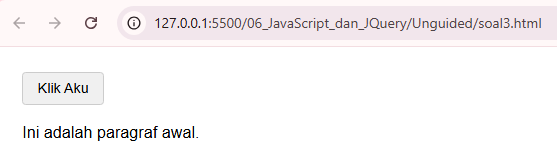 127.0.0.1:5500/06_JavaScript_dan_JQuery/Unguided/soal3.html
Klik Aku
Ini adalah paragraf awal.